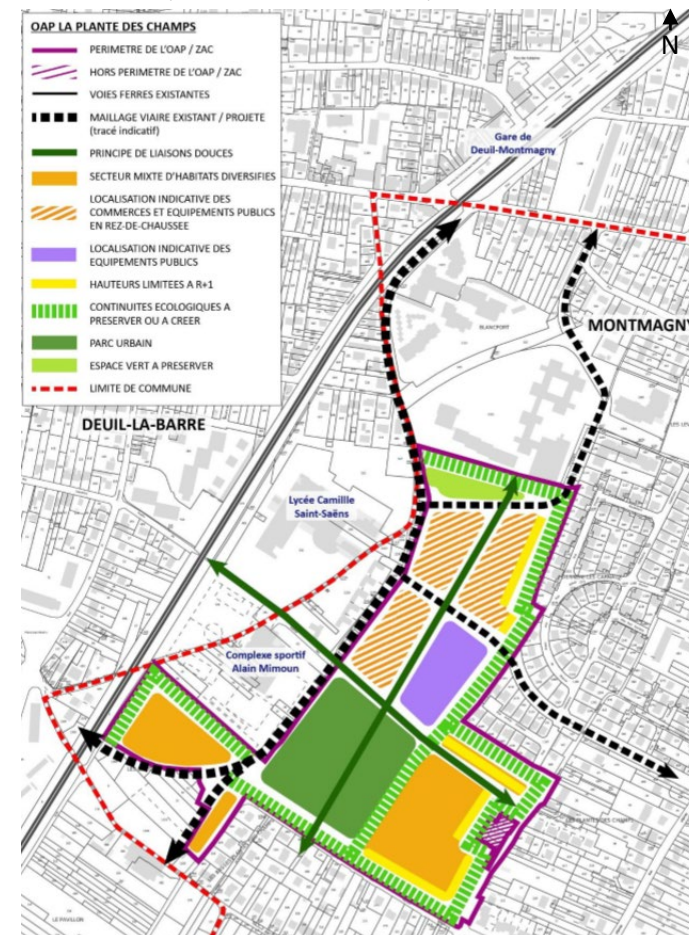 OAP LA PLANTE DES CHAMPS
PERIMETRE DE L'OAP / ZAC
HORS PERIMETRE DE L'OAP / ZAC
VOIES FERRES EXISTANTES
MAILLAGE VIAIRE EXISTANT / PROJETE
(tracé indicatif)
PRINCIPE DE LIAISONS DOUCES
SECTEUR MIXTE D'HABITATS DIVERSIFIES
LOCALISATION INDICATIVE DES
COMMERCES ET EQUIPEMENTS PUBLICS
EN REZ-DE-CHAUSSEE
LOCALISATION INDICATIVE DES
EQUIPEMENTS PUBLICS
HAUTEURS LIMITEES A R+1
CONTINUITES ECOLOGIQUES A
PRESERVER OU A CREER
PARC URBAIN
ESPACE VERT A PRESERVER
LIMITE DE COMMUNE
N
Gare de
Deuil-Montmagny
BLANCPORT
MONTMAGNY
DEUIL-LA-BARRE
Lycée Camillle
Saint-Saëns
Complexe sportif
Alain Mimoun
LE PAVILLON